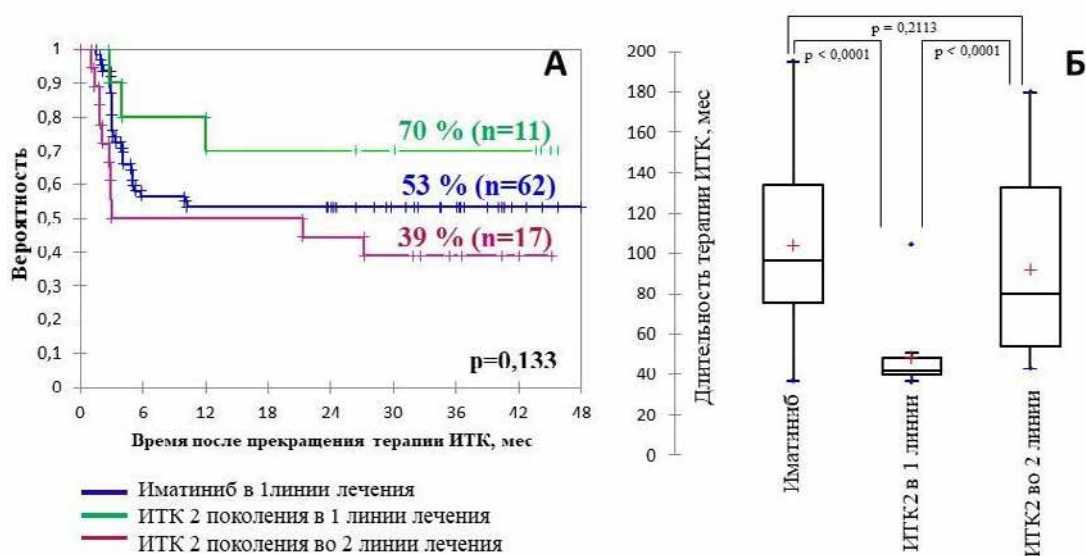 А
Вероятность
1
0,9
0,8
0,7
0,6
0,5
0,4
0,3
0,2
0,1
0
70 % (n=11)
53 % (n=62)
39 % (n=17)
p=0,133
0 6 12 18 24 30 36 42 48
Время после прекращения терапии ИТК, мес
Иматиниб в 1линии лечения
ИТК 2 поколения в 1 линии лечения
ИТК 2 поколения во 2 линии лечения
Б
p = 0,2113
p < 0,0001 p < 0,0001
Длительность терапии ИТК, мес
200
180
160
140
120
100
80
60
40
20
0
Иматиниб
ИТК2 в 1 линии
ИТК2 во 2 линии